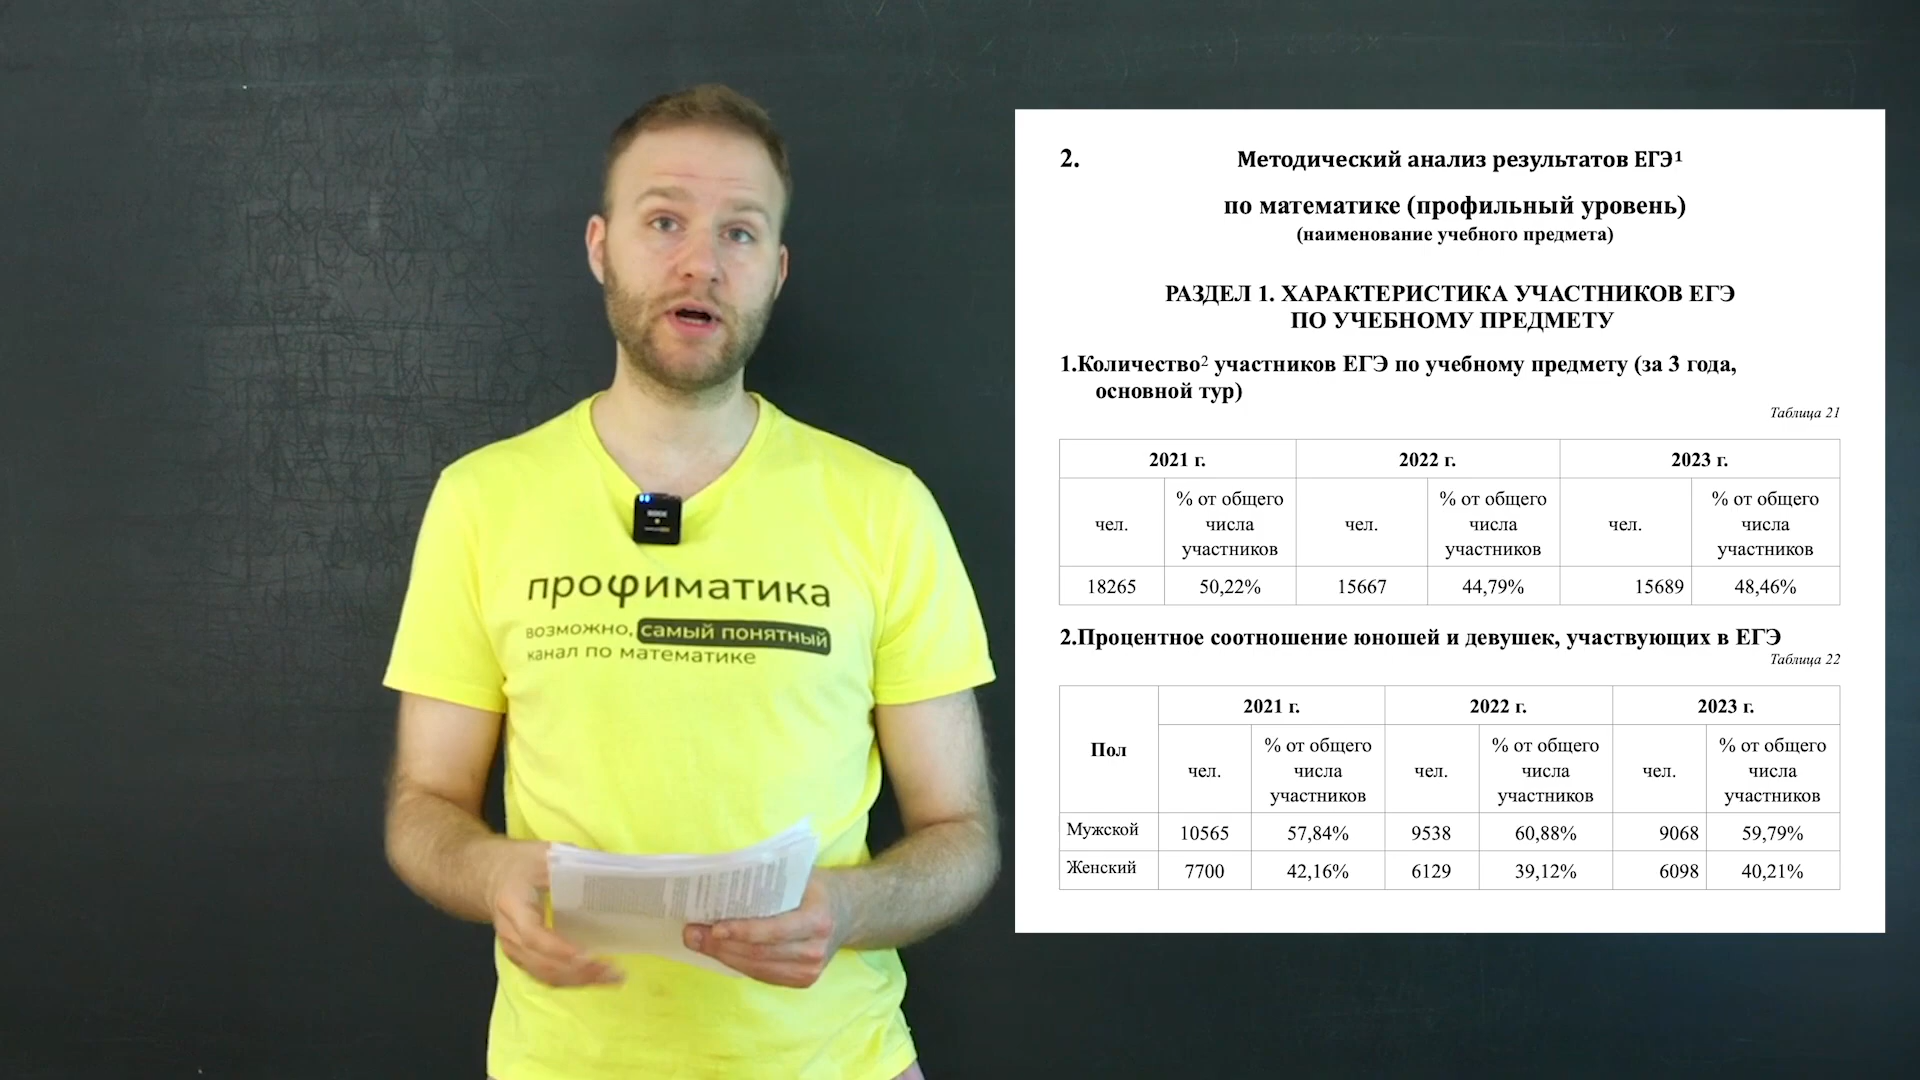 профиматика
возможно, самый понятный
канал по математике
2. Методический анализ результатов ЕГЭ¹
по математике (профильный уровень)
(наименование учебного предмета)
РАЗДЕЛ 1. ХАРАКТЕРИСТИКА УЧАСТНИКОВ ЕГЭ
ПО УЧЕБНОМУ ПРЕДМЕТУ
1.Количество² участников ЕГЭ по учебному предмету (за 3 года,
основной тур)
Таблица 21
2021 г. 2022 г. 2023 г.
чел. % от общего числа участников чел. % от общего числа участников чел. % от общего числа участников
18265 50,22% 15667 44,79% 15689 48,46%
2.Процентное соотношение юношей и девушек, участвующих в ЕГЭ
Таблица 22
Пол 2021 г. 2022 г. 2023 г.
чел. % от общего числа участников чел. % от общего числа участников чел. % от общего числа участников
Мужской 10565 57,84% 9538 60,88% 9068 59,79%
Женский 7700 42,16% 6129 39,12% 6098 40,21%